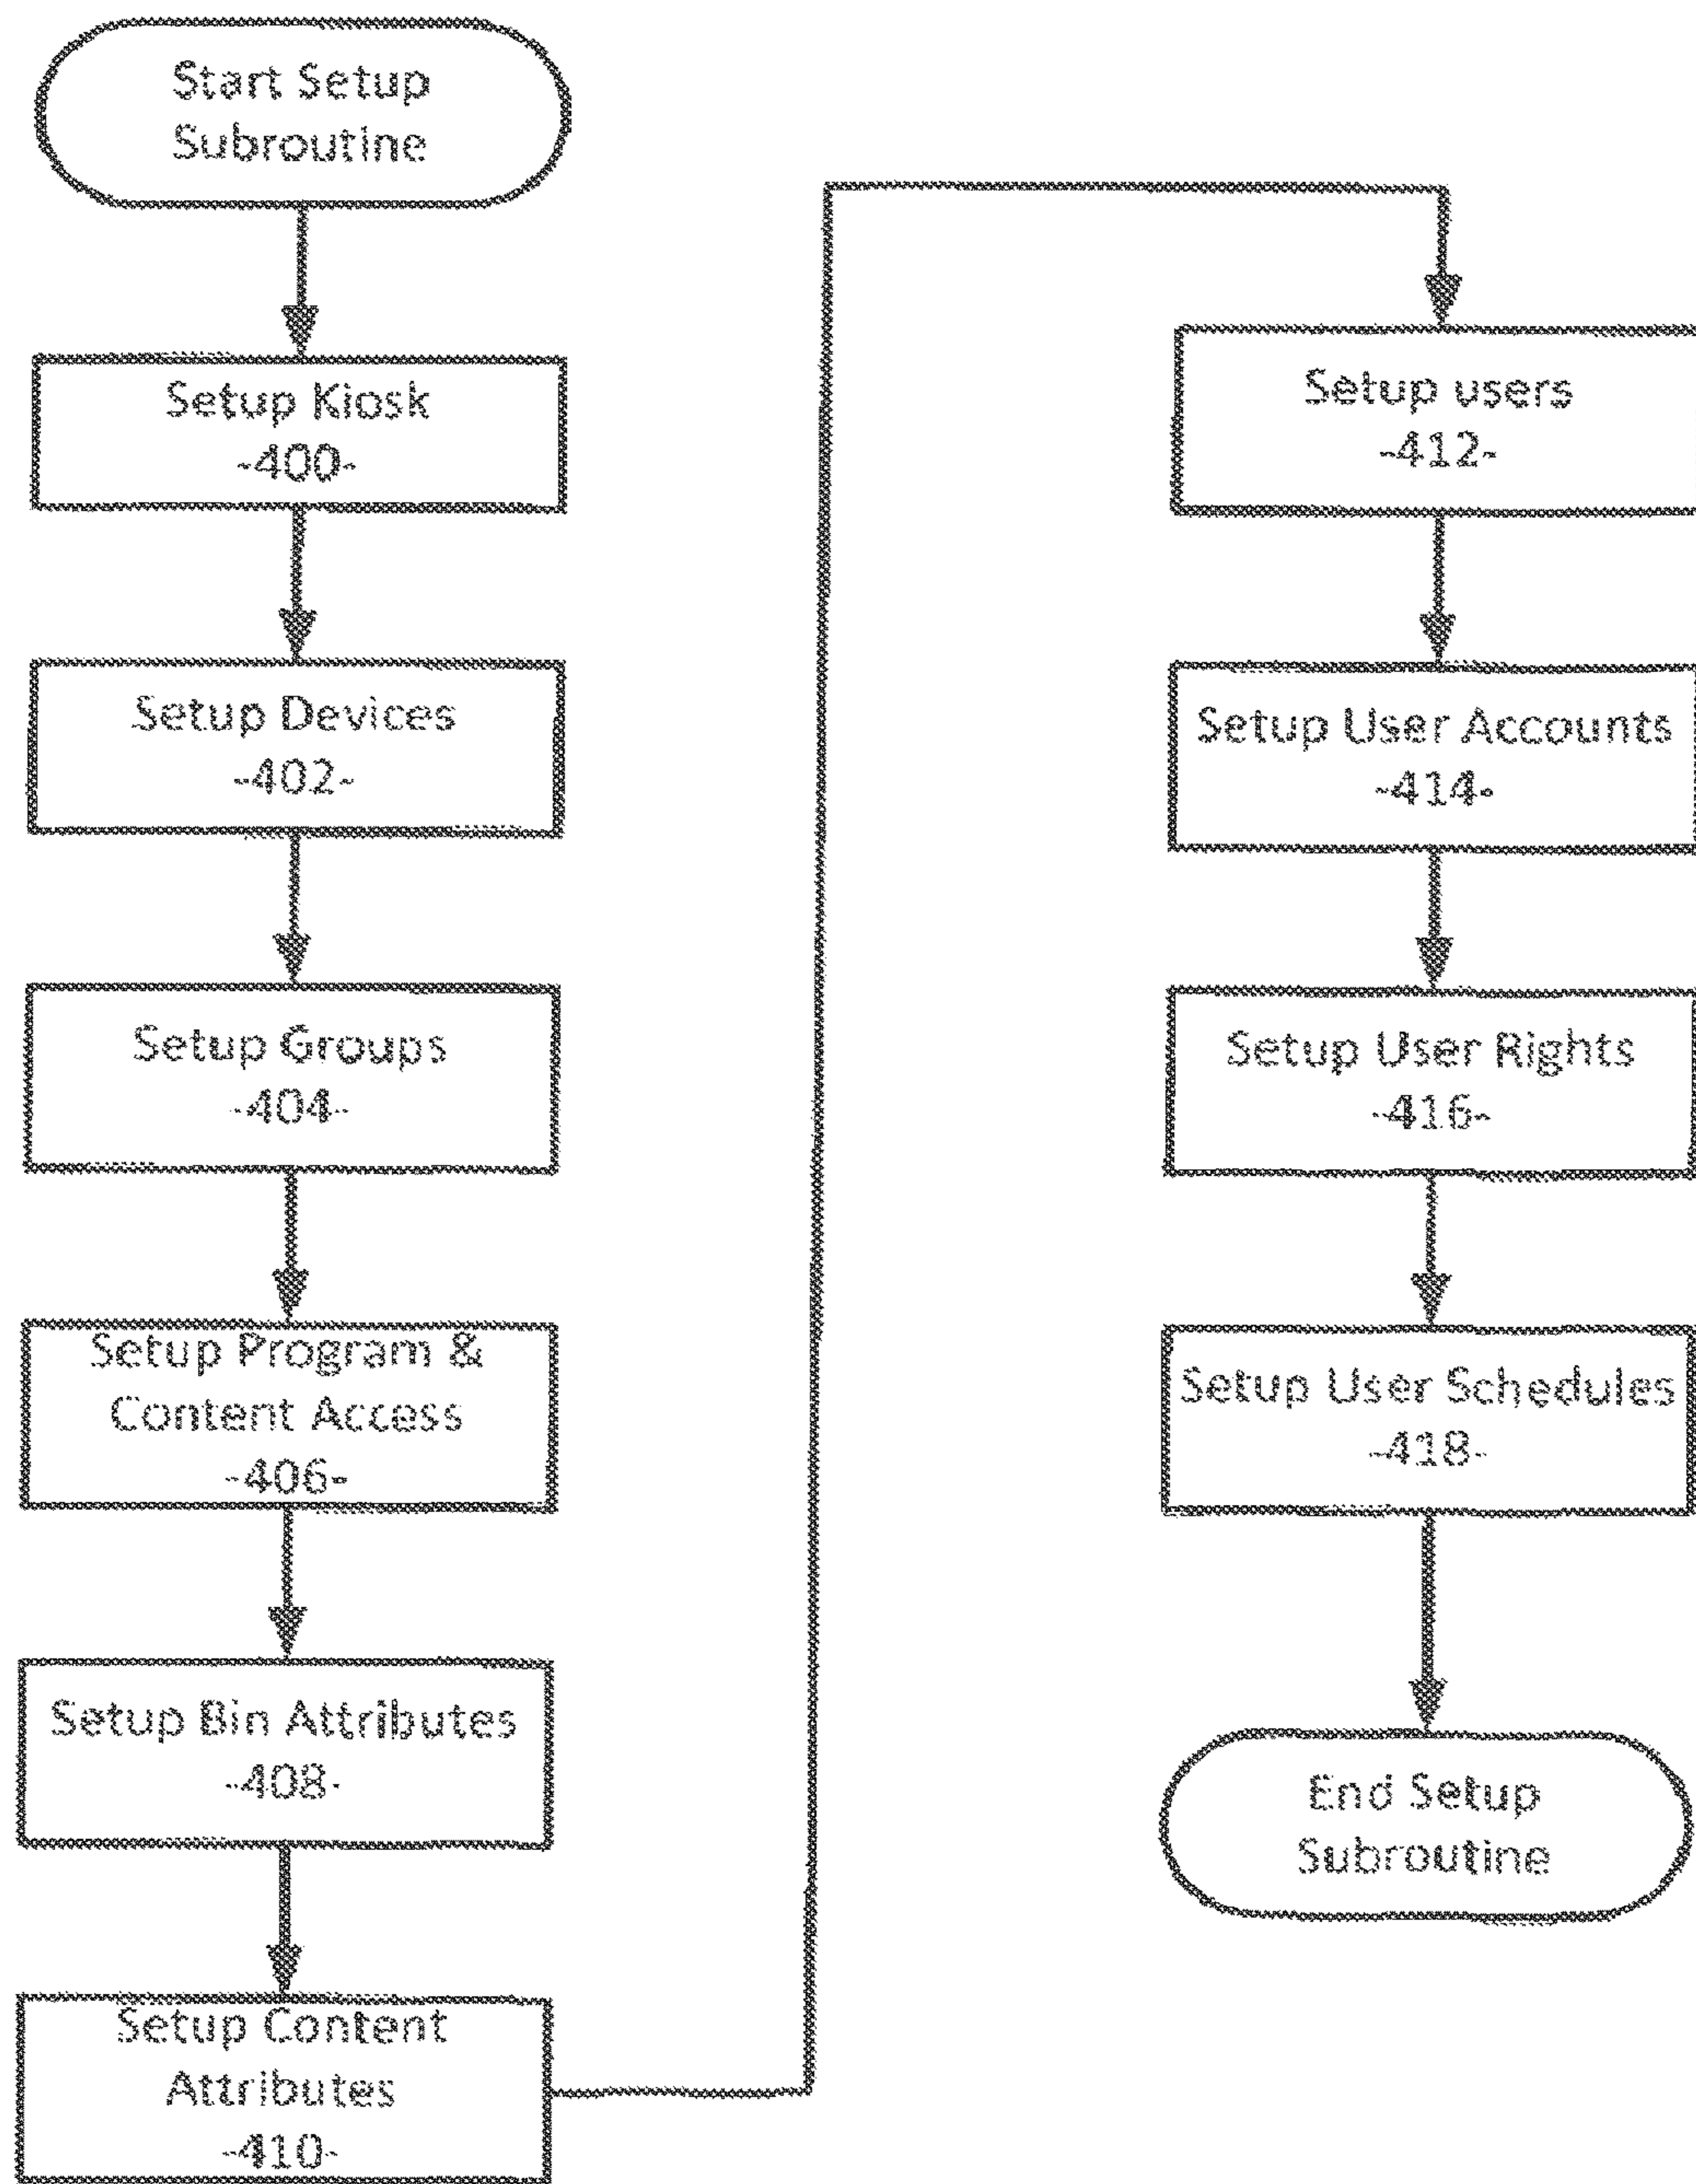 Start Setup
Subroutine
Setup Kiosk
-400-
Setup Devices
-402-
Setup Groups
-404-
Setup Program &
Content Access
-406-
Setup Bin Attributes
-408-
Setup Content
Attributes
-410-
Setup users
-412-
Setup User Accounts
-414-
Setup User Rights
-416-
Setup User Schedules
-418-
End Setup
Subroutine